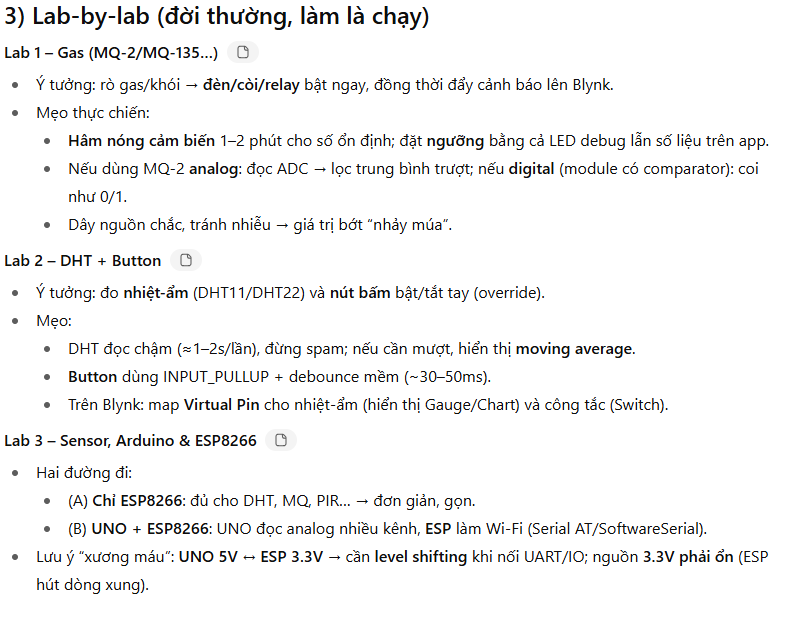 3) Lab-by-lab (đời thường, làm là chạy)
Lab 1 – Gas (MQ-2/MQ-135...)
Ý tưởng: rò gas/khói → đèn/còi/relay bật ngay, đồng thời đẩy cảnh báo lên Blynk.
Mẹo thực chiến:
Hâm nóng cảm biến 1–2 phút cho số ổn định; đặt ngưỡng bằng cả LED debug lẫn số liệu trên app.
Nếu dùng MQ-2 analog: đọc ADC → lọc trung bình trượt; nếu digital (module có comparator): coi
như 0/1.
Dây nguồn chắc, tránh nhiễu → giá trị bớt “nhảy múa”.
Lab 2 – DHT + Button
Ý tưởng: đo nhiệt-ẩm (DHT11/DHT22) và nút bấm bật/tắt tay (override).
Mẹo:
DHT đọc chậm (≈1–2s/lần), đừng spam; nếu cần mượt, hiển thị moving average.
Button dùng INPUT_PULLUP + debounce mềm (~30–50ms).
Trên Blynk: map Virtual Pin cho nhiệt-ẩm (hiển thị Gauge/Chart) và công tắc (Switch).
Lab 3 – Sensor, Arduino & ESP8266
Hai đường đi:
(A) Chỉ ESP8266: đủ cho DHT, MQ, PIR... → đơn giản, gọn.
(B) UNO + ESP8266: UNO đọc analog nhiều kênh, ESP làm Wi-Fi (Serial AT/SoftwareSerial).
Lưu ý “xương máu”: UNO 5V ↔ ESP 3.3V → cần level shifting khi nối UART/IO; nguồn 3.3V phải ổn (ESP
hút dòng xung).